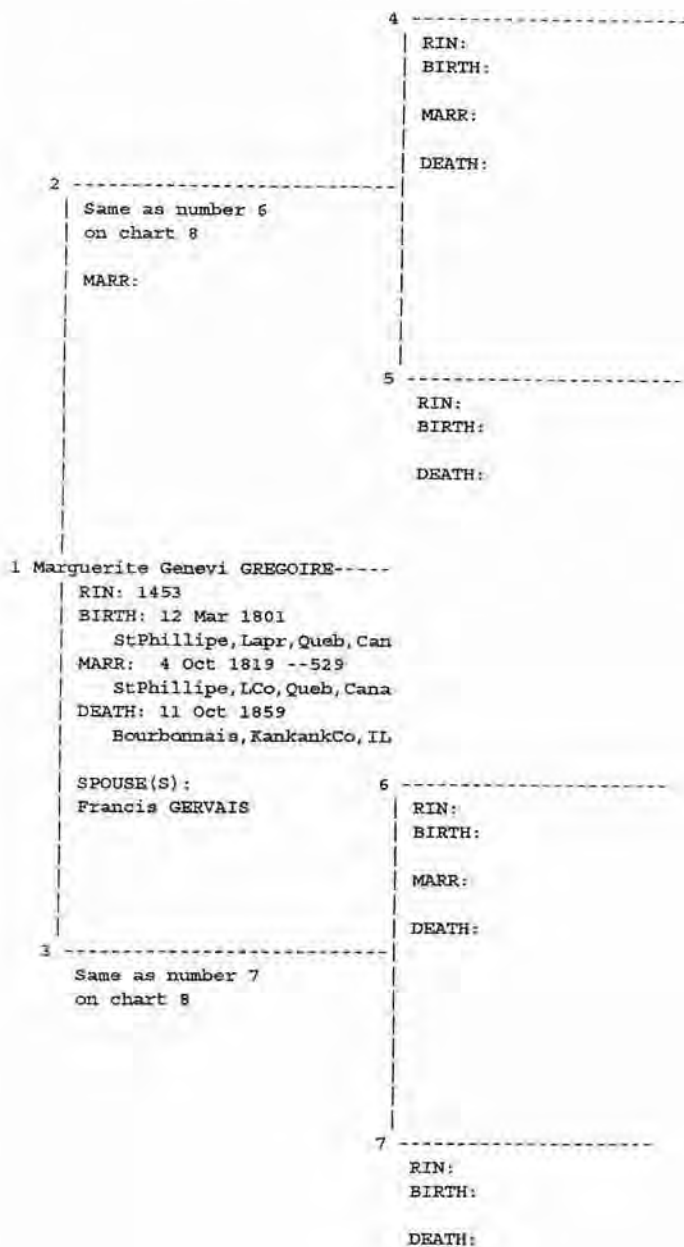 4
RIN:
BIRTH:
MARR:
DEATH:
2
Same as number 6
on chart 8
MARR:
5
RIN:
BIRTH:
DEATH:
1 Marguerite Genevi GREGOIRE-----
RIN: 1453
BIRTH: 12 Mar 1801
StPhillipe,Lapr,Queb,Can
MARR: 4 Oct 1819 --529
StPhillipe,LCo,Queb,Cana
DEATH: 11 Oct 1859
Bourbonnais,KankankCo,IL
SPOUSE(S):
Francis GERVAIS
6
RIN:
BIRTH:
MARR:
DEATH:
3
Same as number 7
on chart 8
7
RIN:
BIRTH:
DEATH: